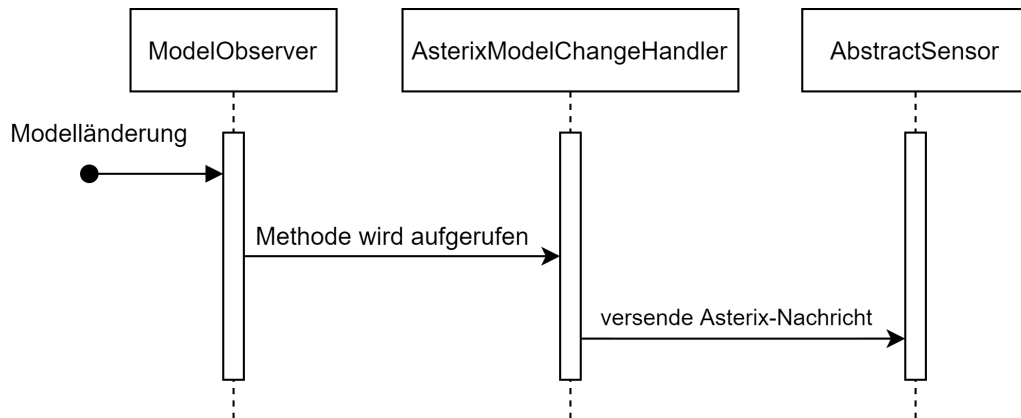 ModelObserver
AsterixModelChangeHandler
AbstractSensor
Modelländerung
Methode wird aufgerufen
versende Asterix-Nachricht